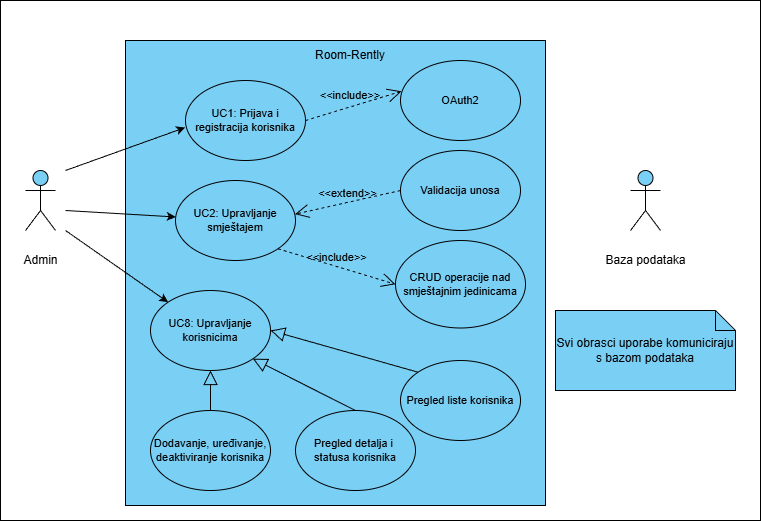 Room-Rently
UC1: Prijava i
registracija korisnika
<<include>>
OAuth2
UC2: Upravljanje
smještajem
<<extend>>
Validacija unosa
<<include>>
CRUD operacije nad
smještajnim jedinicama
Admin
Baza podataka
UC8: Upravljanje
korisnicima
Svi obrasci uporabe komuniciraju
s bazom podataka
Pregled liste korisnika
Dodavanje, uređivanje,
deaktiviranje korisnika
Pregled detalja i
statusa korisnika